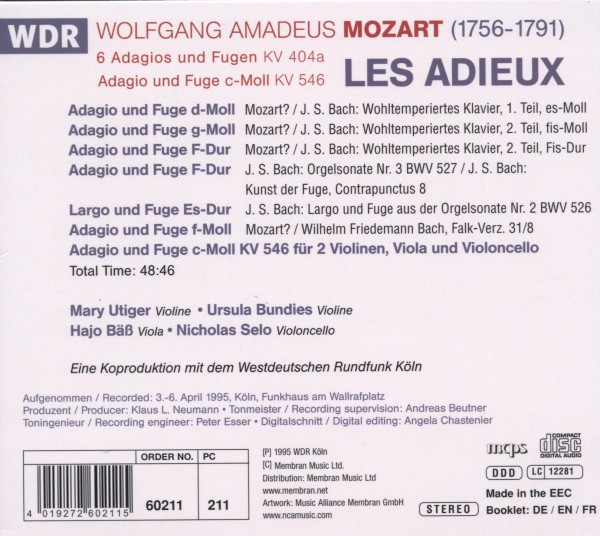 WDR
WOLFGANG AMADEUS MOZART (1756-1791)
6 Adagios und Fugen KV 404a
Adagio und Fuge c-Moll KV 546
LES ADIEUX
Adagio und Fuge d-Moll Mozart? / J. S. Bach: Wohltemperiertes Klavier, 1. Teil, es-Moll
Adagio und Fuge g-Moll Mozart? / J. S. Bach: Wohltemperiertes Klavier, 2. Teil, fis-Moll
Adagio und Fuge F-Dur Mozart? / J. S. Bach: Wohltemperiertes Klavier, 2. Teil, Fis-Dur
Adagio und Fuge F-Dur J. S. Bach: Orgelsonate Nr. 3 BWV 527 / J. S. Bach:
Kunst der Fuge, Contrapunctus 8
Largo und Fuge Es-Dur J. S. Bach: Largo und Fuge aus der Orgelsonate Nr. 2 BWV 526
Adagio und Fuge f-Moll Mozart? / Wilhelm Friedemann Bach, Falk-Verz. 31/8
Adagio und Fuge c-Moll KV 546 für 2 Violinen, Viola und Violoncello
Total Time: 48:46
Mary Utiger Violine • Ursula Bundies Violine
Hajo Bäß Viola • Nicholas Selo Violoncello
Eine Koproduktion mit dem Westdeutschen Rundfunk Köln
Aufgenommen / Recorded: 3.-6. April 1995, Köln, Funkhaus am Wallrafplatz
Produzent / Producer: Klaus L. Neumann • Tonmeister / Recording supervision: Andreas Beutner
Toningenieur / Recording engineer: Peter Esser • Digitalschnitt / Digital editing: Angela Chastenier
ORDER NO. PC
60211 211
4 019272 602115
[P] 1995 WDR Köln
[C] Membran Music Ltd.
Distribution: Membran Music Ltd
www.membran.net
Artwork: Music Alliance Membran GmbH
www.ncamusic.com
mcps
COMPACT
disc
DIGITAL AUDIO
DDD LC 12281
Made in the EEC
STEREO Booklet: DE / EN / FR